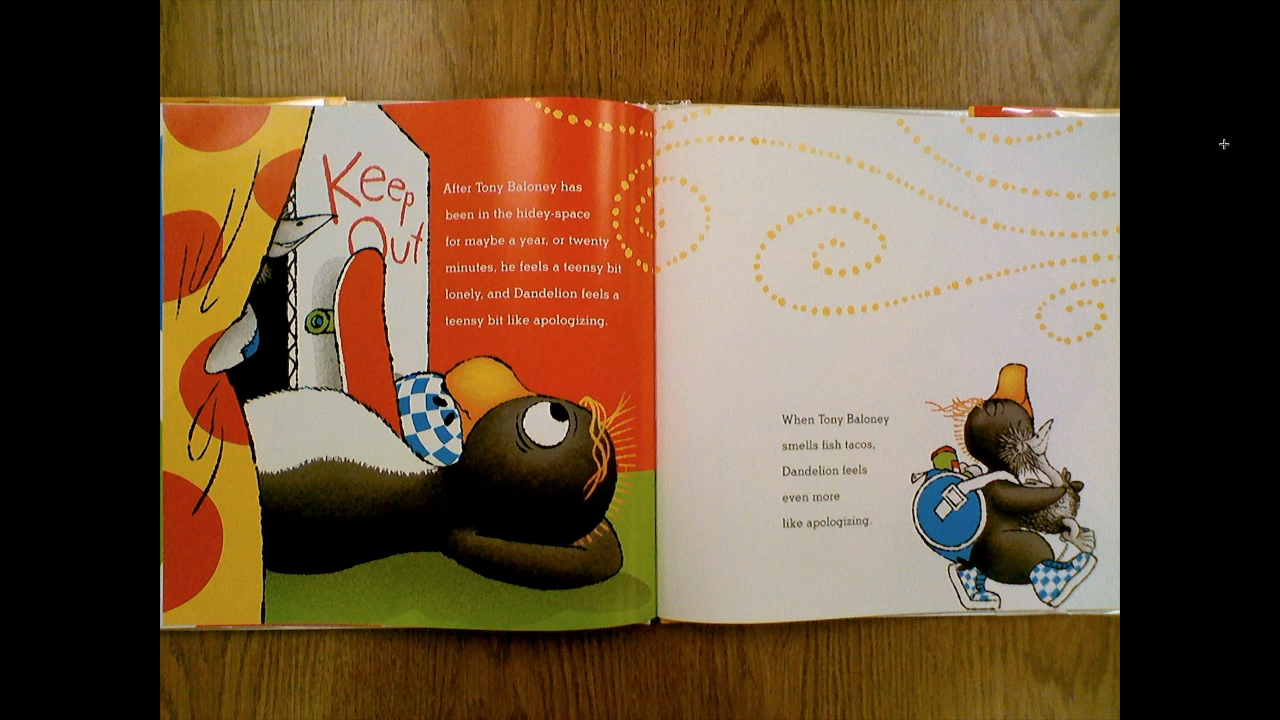 Keep
Out
After Tony Baloney has
been in the hidey-space
for maybe a year, or twenty
minutes, he feels a teensy bit
lonely, and Dandelion feels a
teensy bit like apologizing.
When Tony Baloney
smells fish tacos,
Dandelion feels
even more
like apologizing.